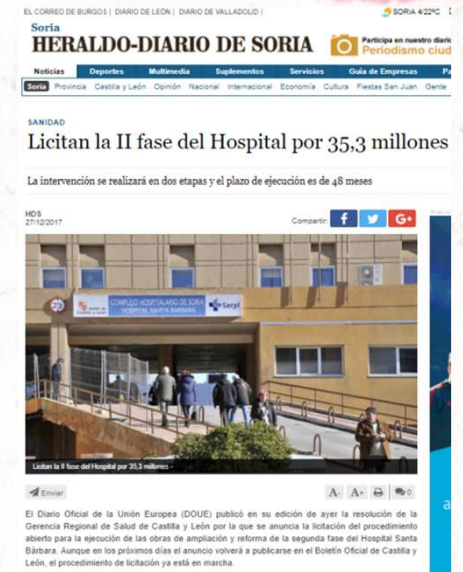 EL CORREO DE BURGOS | DIARIO DE LEÓN | DIARIO DE VALLADOLID |
SORIA 4/22ºC
Soria
HERALDO-DIARIO DE SORIA
Participa en nuestro diario
Periodismo ciud
Noticias Deportes Multimedia Suplementos Servicios Guía de Empresas Pa
Soria Provincia Castilla y León Opinión Nacional Internacional Economía Cultura Fiestas San Juan Gente
SANIDAD
Licitan la II fase del Hospital por 35,3 millones
La intervención se realizará en dos etapas y el plazo de ejecución es de 48 meses
HDS
27/12/2017
Compartir: f G+
COMPLEJO HOSPITALARIO DE SORIA
HOSPITAL SANTA BARBARA
Junta de
Castilla y León
Sacyl
Licitan la II fase del Hospital por 35,3 millones -
Enviar A- A+ 0
El Diario Oficial de la Unión Europea (DOUE) publicó en su edición de ayer la resolución de la
Gerencia Regional de Salud de Castilla y León por la que se anuncia la licitación del procedimiento
abierto para la ejecución de las obras de ampliación y reforma de la segunda fase del Hospital Santa
Bárbara. Aunque en los próximos días el anuncio volverá a publicarse en el Boletín Oficial de Castilla y
León, el procedimiento de licitación ya está en marcha.